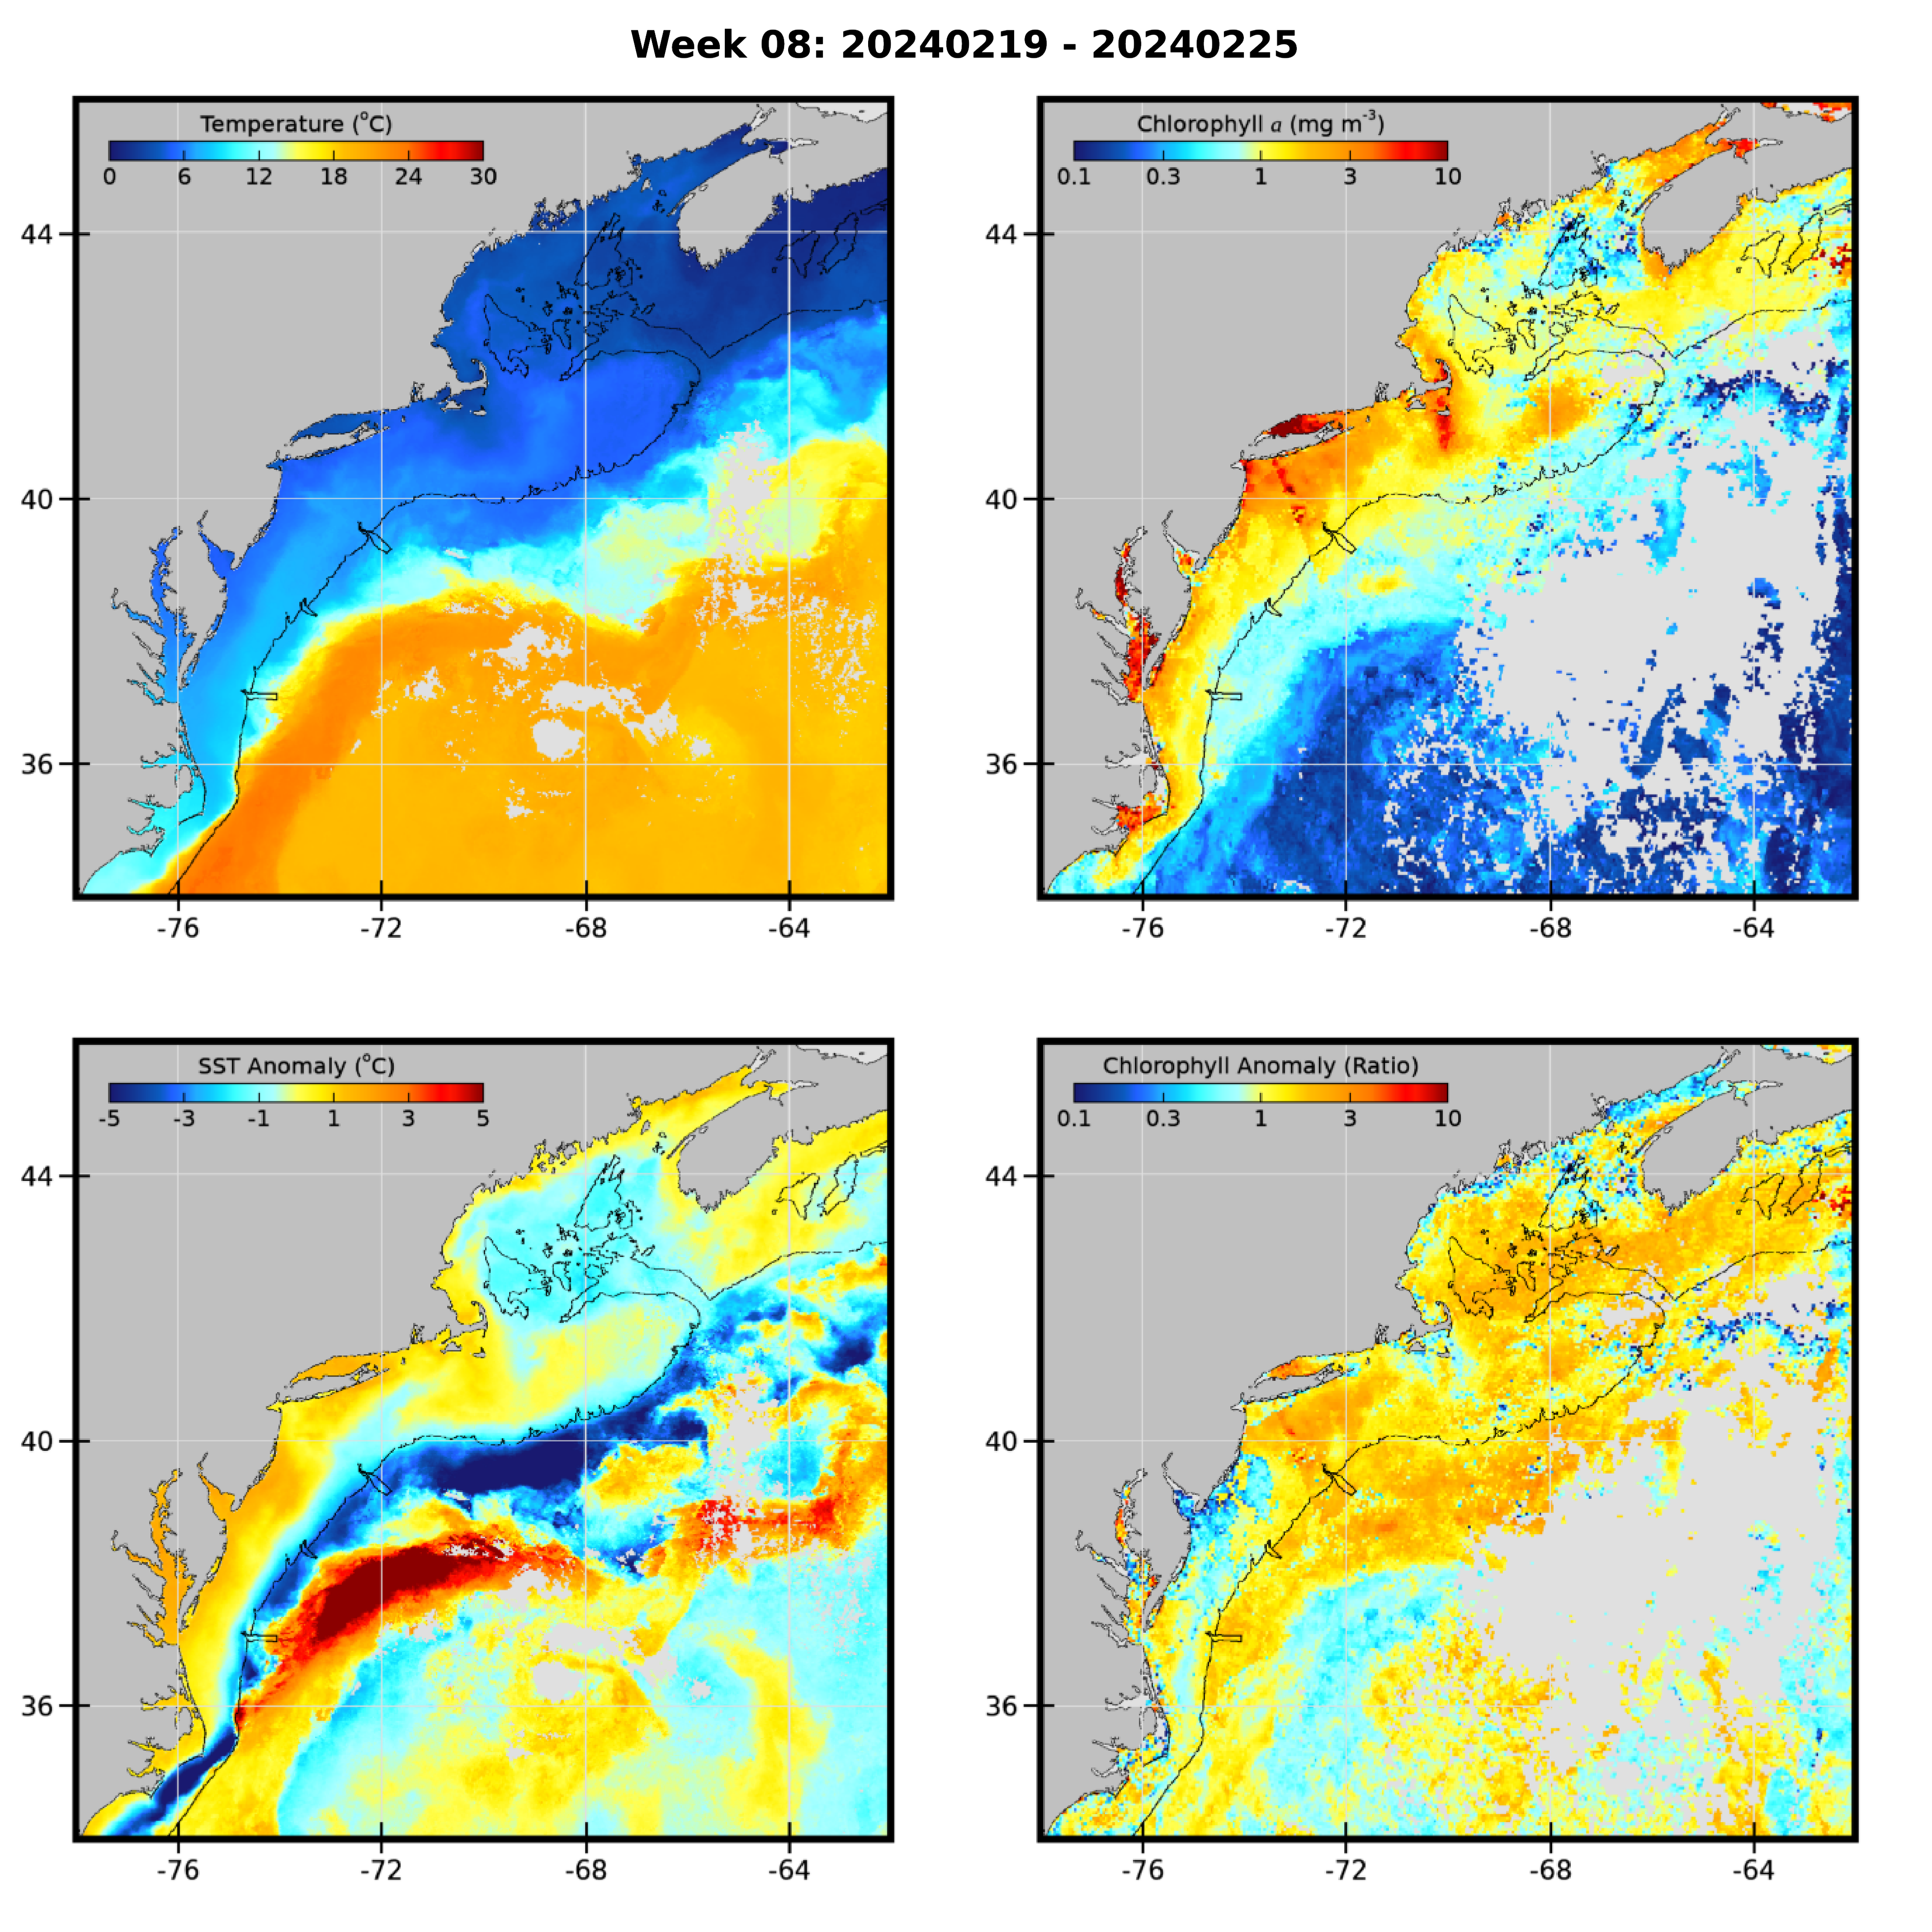 Week 08: 20240219 - 20240225
Temperature (°C)
0 6 12 18 24 30
44
40
36
-76 -72 -68 -64
Chlorophyll a (mg m⁻³)
0.1 0.3 1 3 10
44
40
36
-76 -72 -68 -64
SST Anomaly (°C)
-5 -3 -1 1 3 5
44
40
36
-76 -72 -68 -64
Chlorophyll Anomaly (Ratio)
0.1 0.3 1 3 10
44
40
36
-76 -72 -68 -64